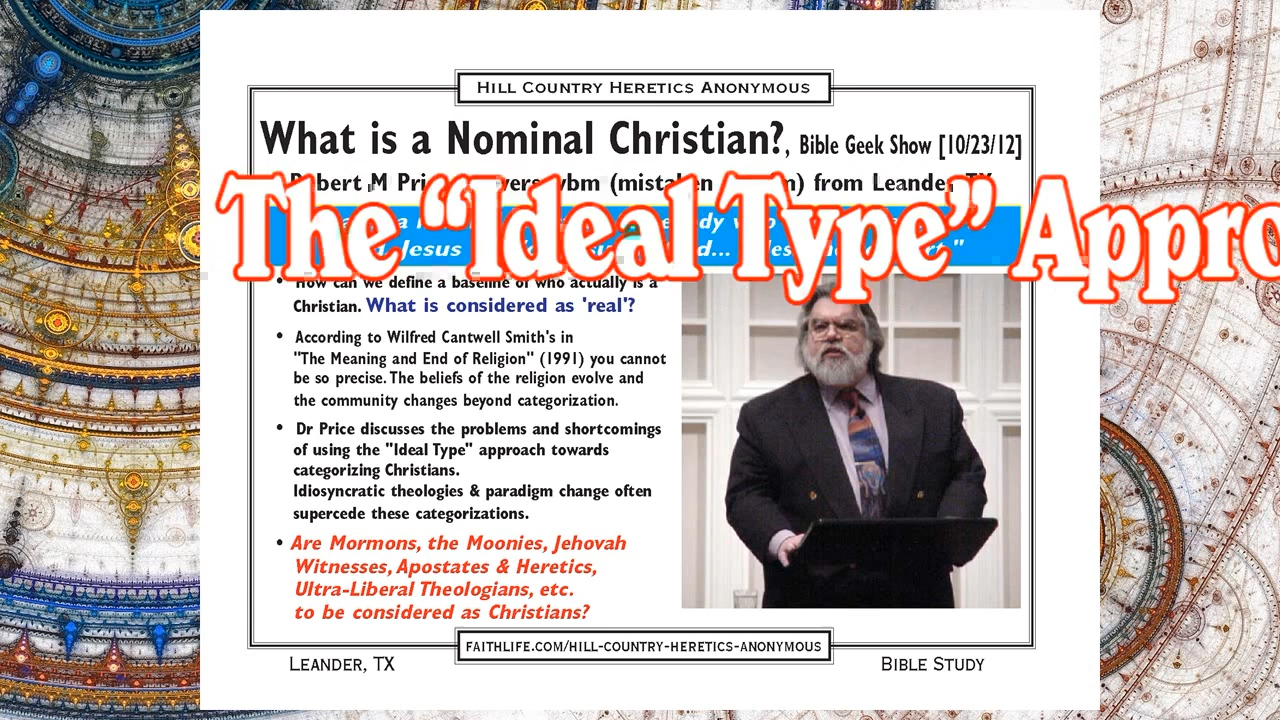 HILL COUNTRY HERETICS ANONYMOUS
What is a Nominal Christian?, Bible Geek Show [10/23/12]
Robert M (mistaken from Leander TX
The “Ideal Type” Appro
Jesus
• How can we define a baseline of who actually is a
Christian. What is considered as 'real'?
• According to Wilfred Cantwell Smith's in
"The Meaning and End of Religion" (1991) you cannot
be so precise. The beliefs of the religion evolve and
the community changes beyond categorization.
• Dr Price discusses the problems and shortcomings
of using the "Ideal Type" approach towards
categorizing Christians.
Idiosyncratic theologies & paradigm change often
supercede these categorizations.
• Are Mormons, the Moonies, Jehovah
Witnesses, Apostates & Heretics,
Ultra-Liberal Theologians, etc.
to be considered as Christians?
FAITHLIFE.COM/HILL-COUNTRY-HERETICS-ANONYMOUS
LEANDER, TX
BIBLE STUDY